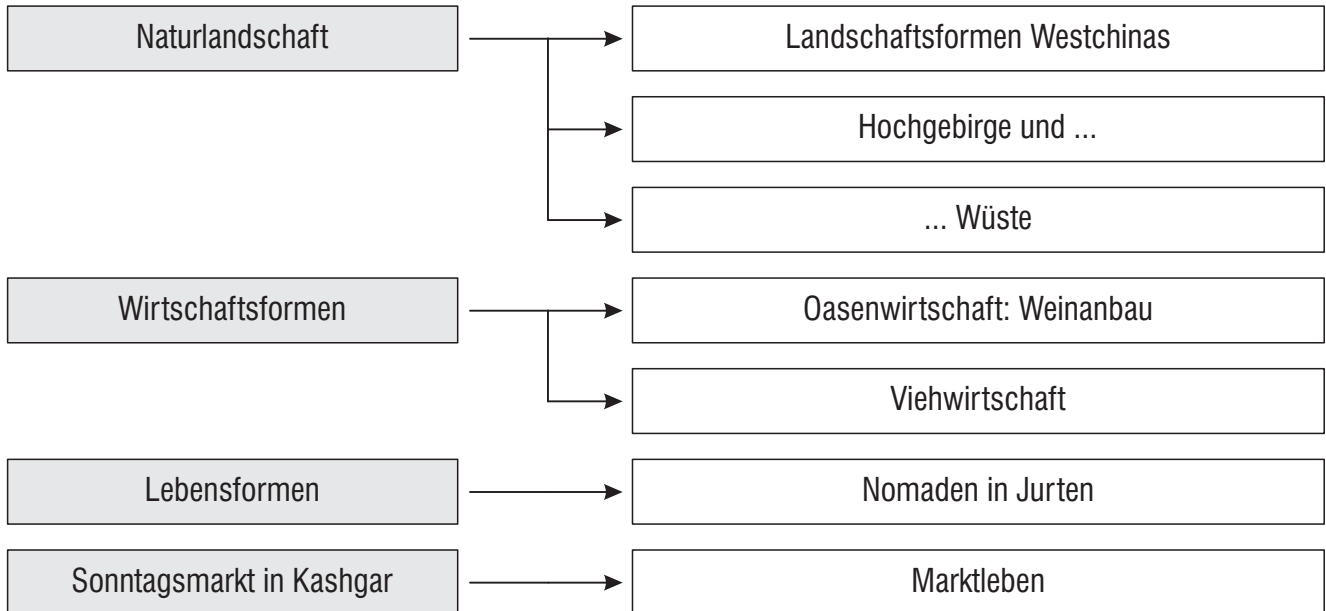 Naturlandschaft
Landschaftsformen Westchinas
Hochgebirge und ...
... Wüste
Wirtschaftsformen
Oasenwirtschaft: Weinanbau
Viehwirtschaft
Lebensformen
Nomaden in Jurten
Sonntagsmarkt in Kashgar
Marktleben